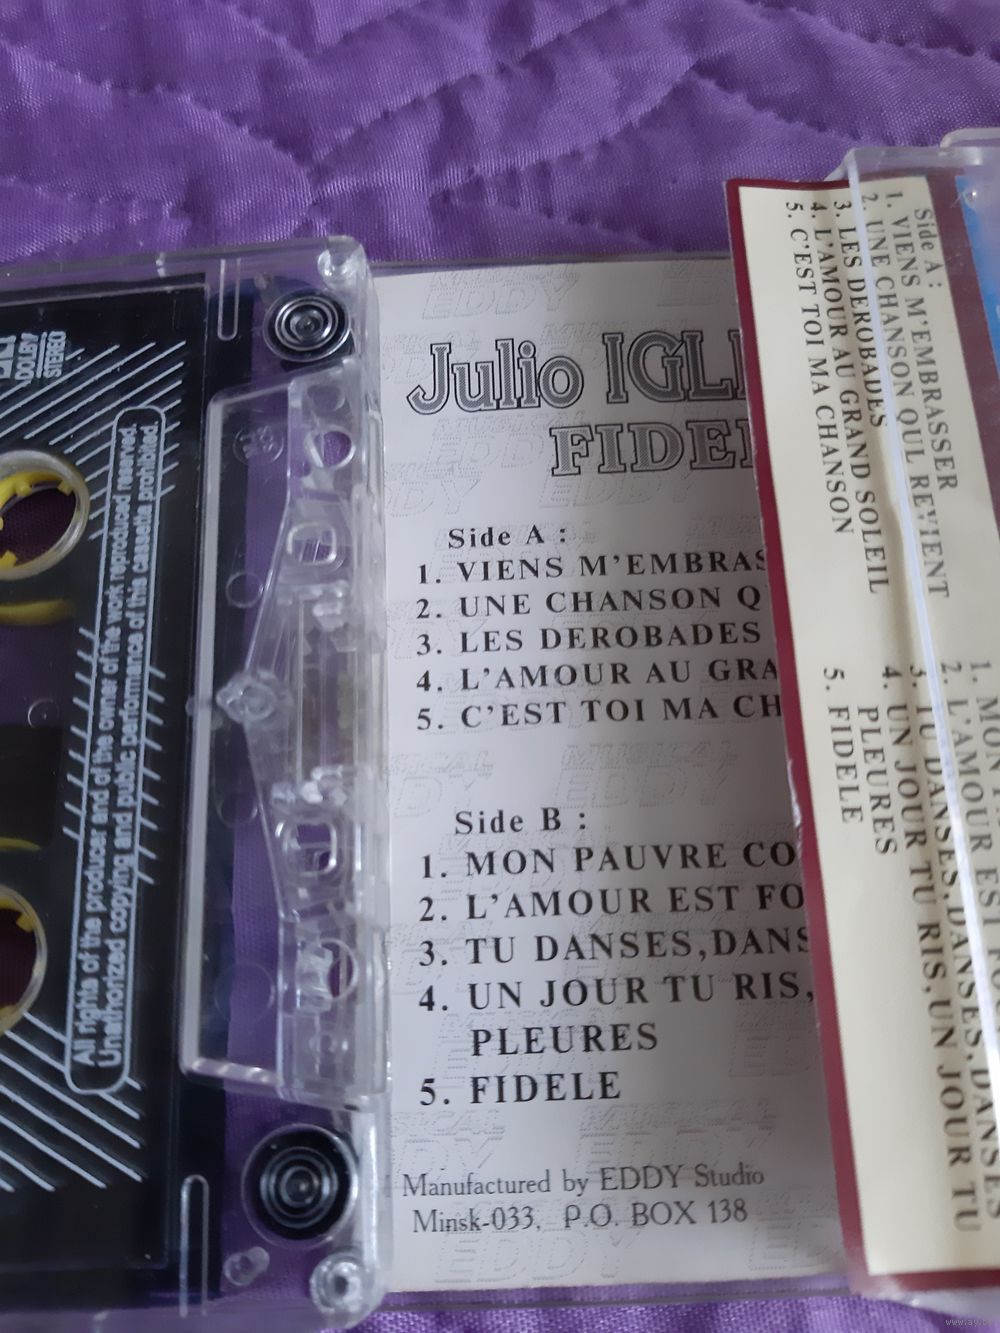 DOLBY
STEREO
All rights of the producer and of the owner of the work reproduced reserved.
Unauthorized copying and public performance of this cassette prohibited.
Julio IGL
FIDE
Side A :
1. VIENS M'EMBRAS
2. UNE CHANSON Q
3. LES DEROBADES
4. L'AMOUR AU GRA
5. C'EST TOI MA CH
Side B :
1. MON PAUVRE CO
2. L'AMOUR EST FO
3. TU DANSES,DANS
4. UN JOUR TU RIS,
PLEURES
5. FIDELE
Manufactured by EDDY Studio
Minsk-033, P.O. BOX 138
MUSICAL
EDDY
Side A :
1. VIENS M'EMBRASSER
2. UNE CHANSON QUL REVIENT
3. LES DEROBADES
4. L'AMOUR AU GRAND SOLEIL
5. C'EST TOI MA CHANSON
1. MON
2. L'AMOUR EST
3. TU DANSES,DANSES,DANSES
4. UN JOUR TU RIS,UN JOUR TU
PLEURES
5. FIDELE